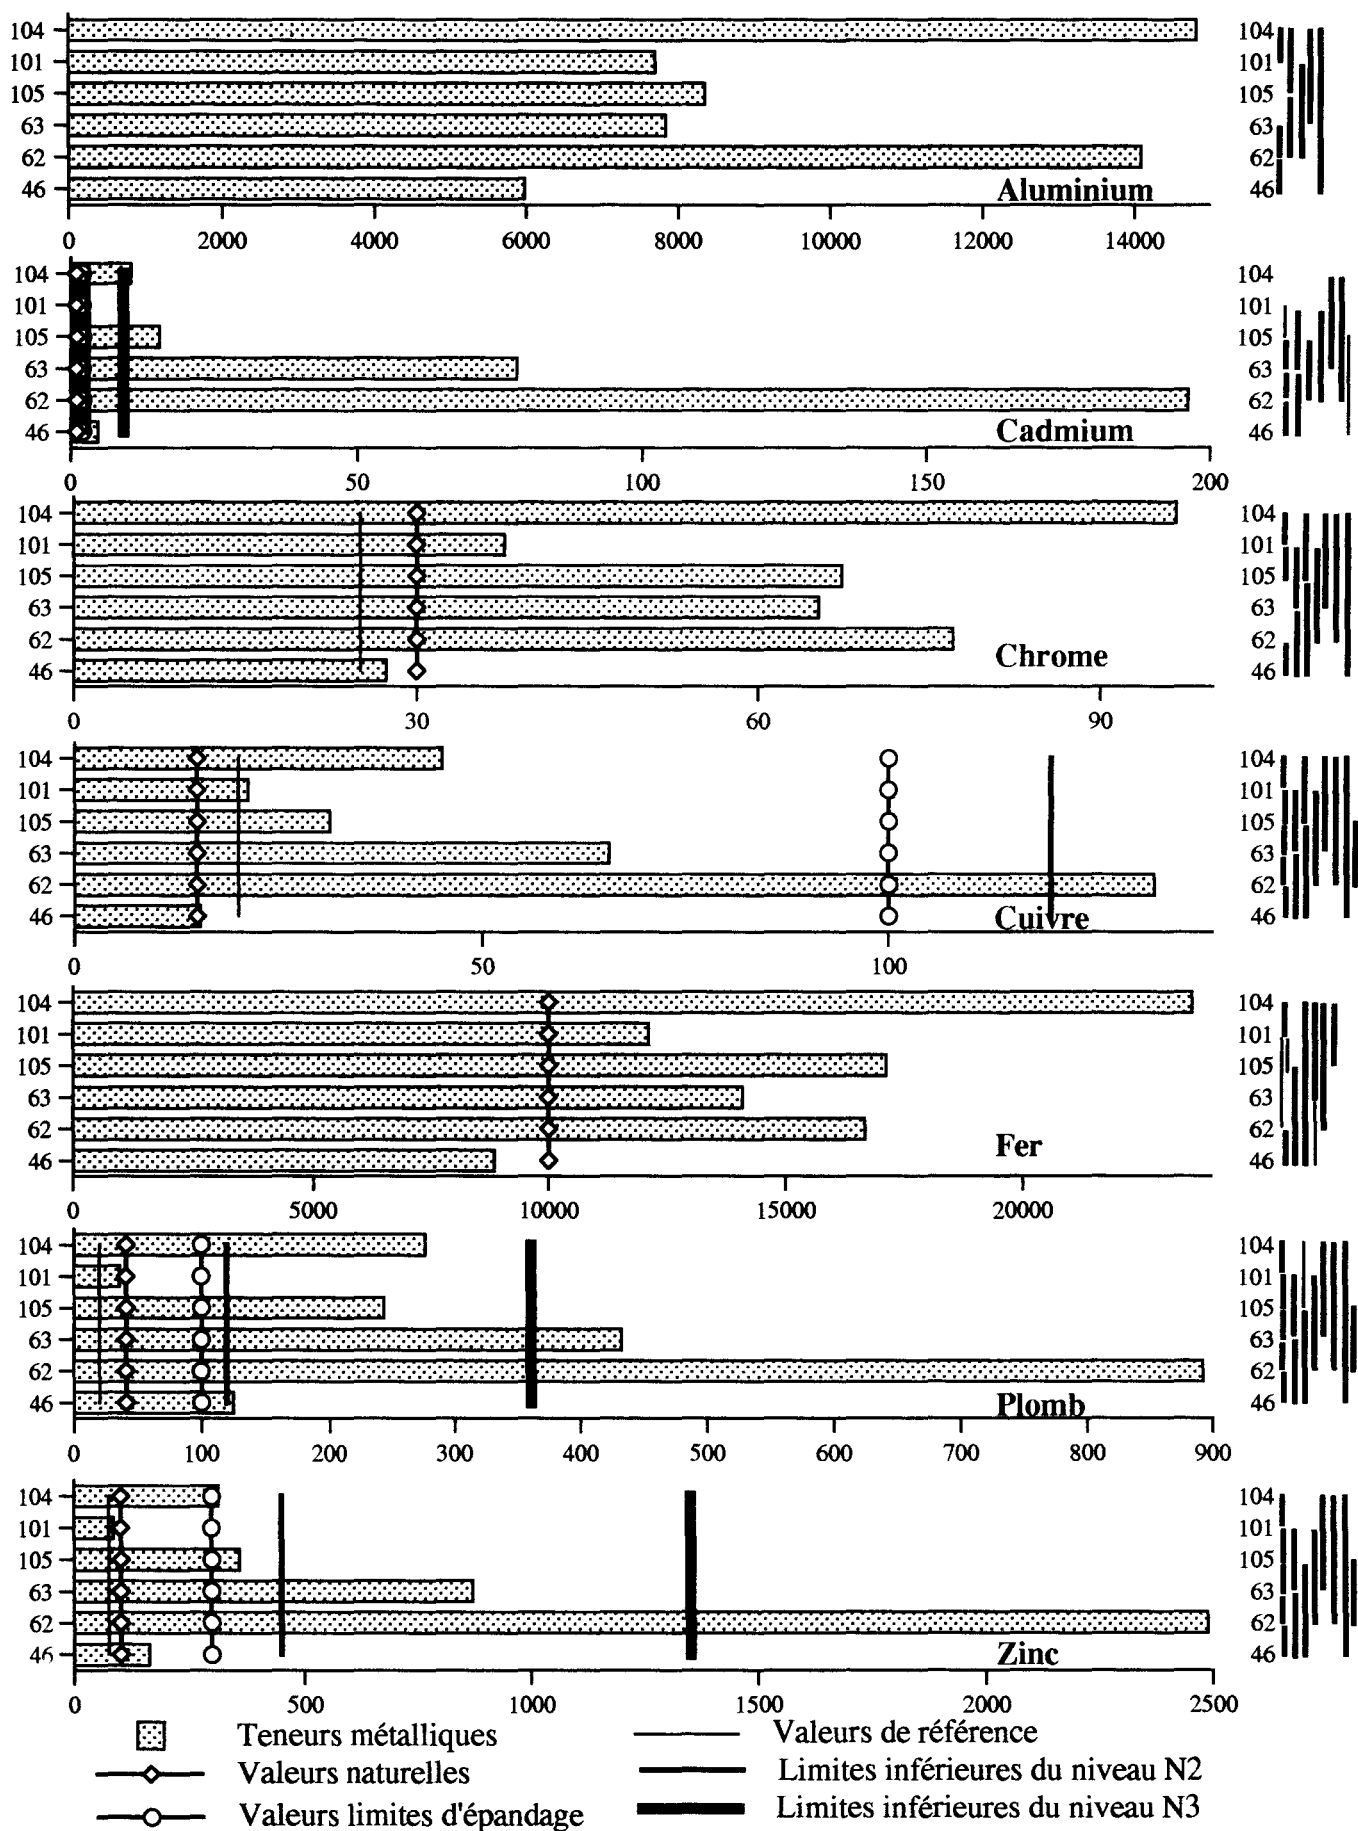 104 104
101 101
105 105
63 63
62 62
46 Aluminium 46
0 2000 4000 6000 8000 10000 12000 14000
104 104
101 101
105 105
63 63
62 62
46 Cadmium 46
0 50 100 150 200
104 104
101 101
105 105
63 63
62 62
46 Chrome 46
0 30 60 90
104 104
101 101
105 105
63 63
62 62
46 Cuivre 46
0 50 100
104 104
101 101
105 105
63 63
62 62
46 Fer 46
0 5000 10000 15000 20000
104 104
101 101
105 105
63 63
62 62
46 Plomb 46
0 100 200 300 400 500 600 700 800 900
104 104
101 101
105 105
63 63
62 62
46 Zinc 46
0 500 1000 1500 2000 2500
Teneurs métalliques Valeurs de référence
Valeurs naturelles Limites inférieures du niveau N2
Valeurs limites d'épandage Limites inférieures du niveau N3